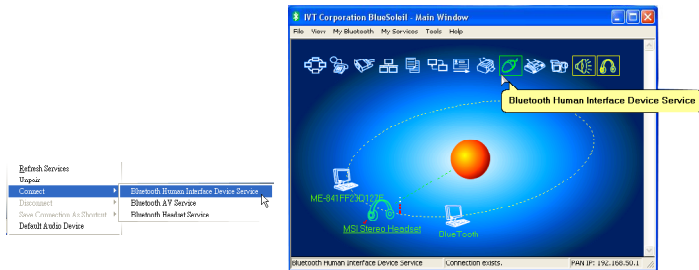 Refresh Services
Unpair
Connect
Bluetooth Human Interface Device Service
Disconnect
Bluetooth AV Service
Save Connection As Shortcut
Bluetooth Headset Service
Default Audio Device
IVT Corporation BlueSoleil - Main Window
File View My Bluetooth My Services Tools Help
Bluetooth Human Interface Device Service
ME-841FF23Q127F
MSI Stereo Headset
BlueTooth
Bluetooth Human Interface Device Service Connection exists. PAN IP: 192.168.50.1